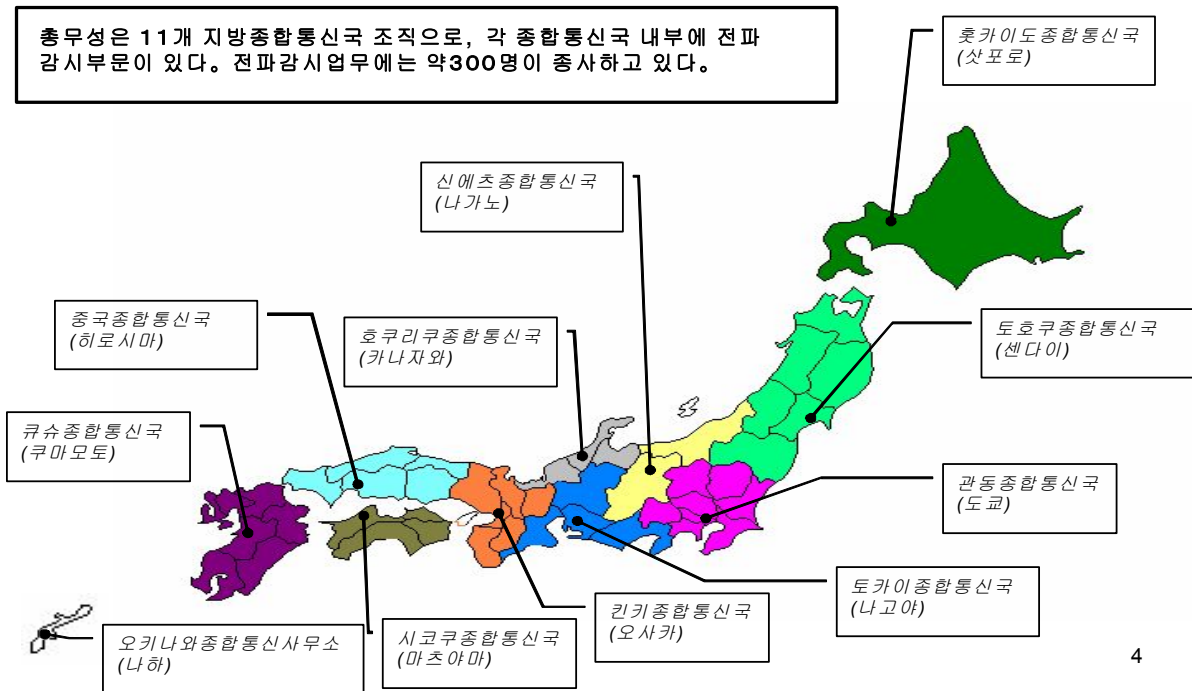 총무성은 11개 지방종합통신국 조직으로, 각 종합통신국 내부에 전파
감시부문이 있다。전파감시업무에는 약300명이 종사하고 있다。
홋카이도종합통신국
(삿포로)
신에츠종합통신국
(나가노)
중국종합통신국
(히로시마)
호쿠리쿠종합통신국
(카나자와)
토호쿠종합통신국
(센다이)
큐슈종합통신국
(쿠마모토)
관동종합통신국
(도쿄)
토카이종합통신국
(나고야)
킨키종합통신국
(오사카)
시코쿠종합통신국
(마츠야마)
오키나와종합통신사무소
(나하)
4